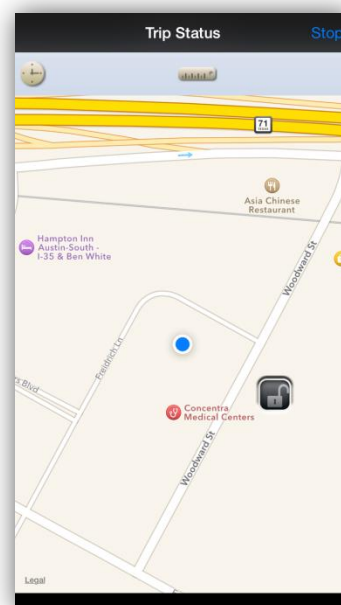 Trip Status
Stop
71
Asia Chinese
Restaurant
Hampton Inn
Austin-South -
I-35 & Ben White
Woodward St
Freidrich Ln
s Blvd
Concentra
Medical Centers
Woodward St
Legal